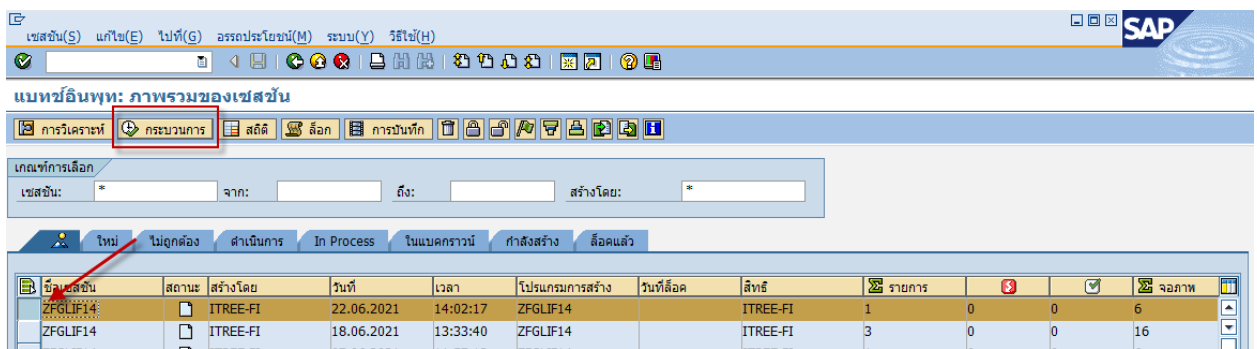 เซสชัน(S) แก้ไข(E) ไปที่(G) อรรถประโยชน์(M) ระบบ(Y) วิธีใช้(H)
SAP
แบทช์อินพุท: ภาพรวมของเซสชัน
การวิเคราะห์ กระบวนการ สถิติ ล็อก การบันทึก
เกณฑ์การเลือก
เซสชัน: * จาก: ถึง: สร้างโดย: *
ใหม่ ไม่ถูกต้อง ดำเนินการ In Process ในแบคกราวน์ กำลังสร้าง ล็อคแล้ว
ชื่อเซสชัน สถานะ สร้างโดย วันที่ เวลา โปรแกรมการสร้าง วันที่ล็อค สิทธิ์ รายการ จอภาพ
ZFGLIF14 ITREE-FI 22.06.2021 14:02:17 ZFGLIF14 ITREE-FI 1 0 0 6
ZFGLIF14 ITREE-FI 18.06.2021 13:33:40 ZFGLIF14 ITREE-FI 3 0 0 16